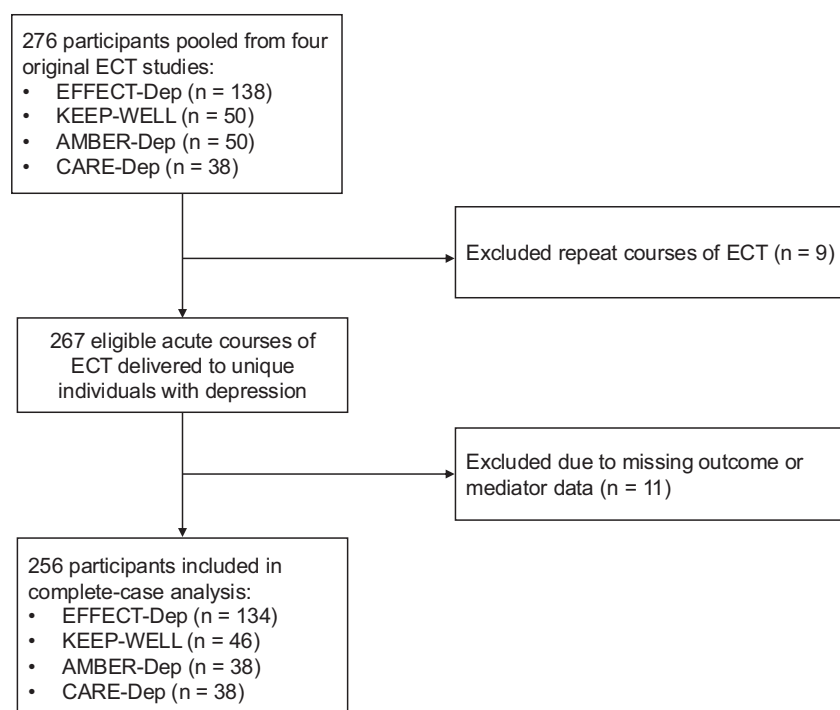 276 participants pooled from four
original ECT studies:
• EFFECT-Dep (n = 138)
• KEEP-WELL (n = 50)
• AMBER-Dep (n = 50)
• CARE-Dep (n = 38)
Excluded repeat courses of ECT (n = 9)
267 eligible acute courses of
ECT delivered to unique
individuals with depression
Excluded due to missing outcome or
mediator data (n = 11)
256 participants included in
complete-case analysis:
• EFFECT-Dep (n = 134)
• KEEP-WELL (n = 46)
• AMBER-Dep (n = 38)
• CARE-Dep (n = 38)